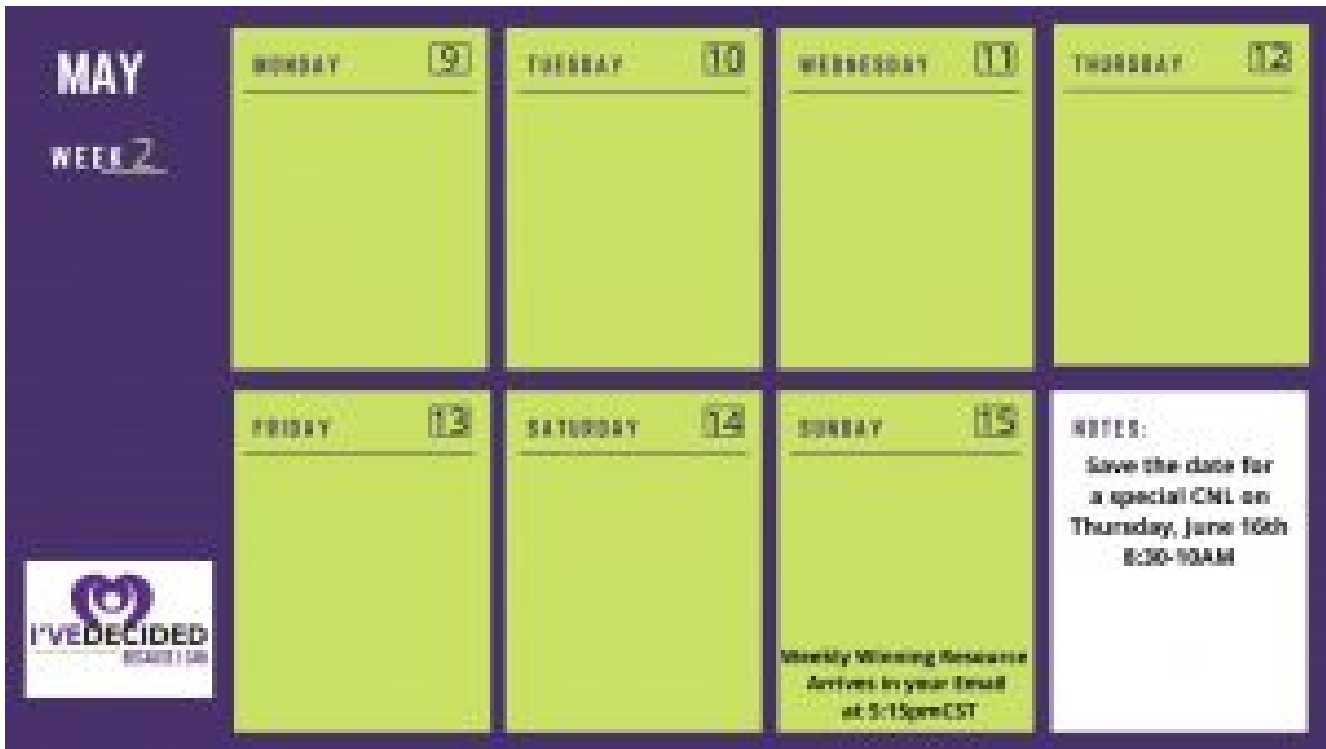 MAY
WEEK 2
MONDAY 9
TUESDAY 10
WEDNESDAY 11
THURSDAY 12
FRIDAY 13
SATURDAY 14
SUNDAY 15
Weekly Winning Resource
Arrives in your Email
at 5:15pmCST
NOTES:
Save the date for
a special CNL on
Thursday, June 16th
8:30-10AM
I'VEDECIDED
BECAUSE I CAN